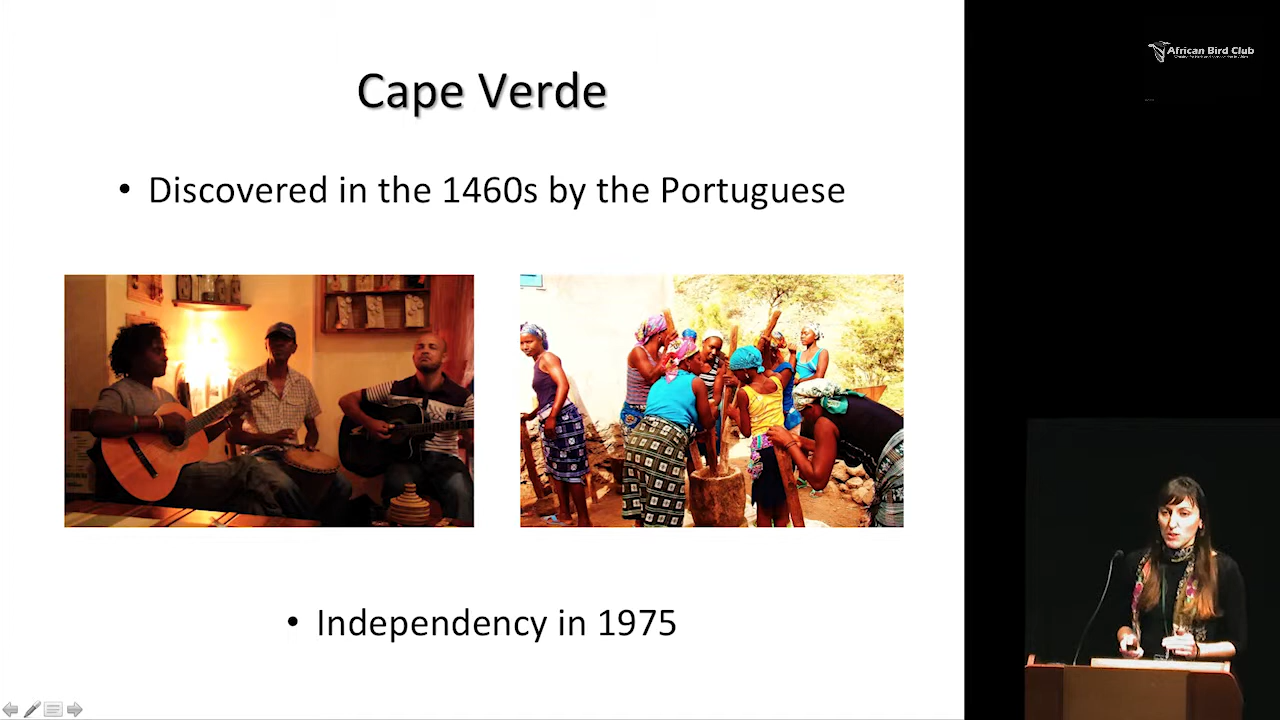 Cape Verde
• Discovered in the 1460s by the Portuguese
• Independency in 1975
African Bird Club